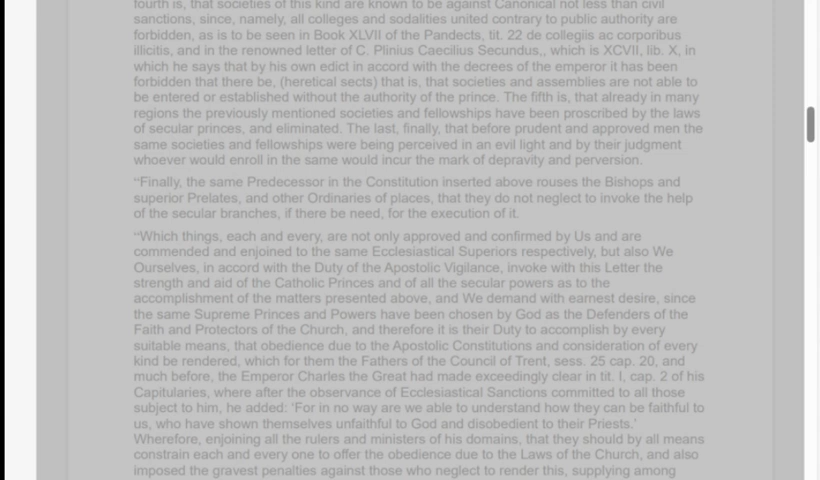 fourth is, that societies of this kind are known to be against Canonical not less than civil
sanctions, since, namely, all colleges and sodalities united contrary to public authority are
forbidden, as is to be seen in Book XLVII of the Pandects, tit. 22 de collegiis ac corporibus
illicitis, and in the renowned letter of C. Plinius Caecilius Secundus,, which is XCVII, lib. X, in
which he says that by his own edict in accord with the decrees of the emperor it has been
forbidden that there be, (heretical sects) that is, that societies and assemblies are not able to
be entered or established without the authority of the prince. The fifth is, that already in many
regions the previously mentioned societies and fellowships have been proscribed by the laws
of secular princes, and eliminated. The last, finally, that before prudent and approved men the
same societies and fellowships were being perceived in an evil light and by their judgment
whoever would enroll in the same would incur the mark of depravity and perversion.
“Finally, the same Predecessor in the Constitution inserted above rouses the Bishops and
superior Prelates, and other Ordinaries of places, that they do not neglect to invoke the help
of the secular branches, if there be need, for the execution of it.
“Which things, each and every, are not only approved and confirmed by Us and are
commended and enjoined to the same Ecclesiastical Superiors respectively, but also We
Ourselves, in accord with the Duty of the Apostolic Vigilance, invoke with this Letter the
strength and aid of the Catholic Princes and of all the secular powers as to the
accomplishment of the matters presented above, and We demand with earnest desire, since
the same Supreme Princes and Powers have been chosen by God as the Defenders of the
Faith and Protectors of the Church, and therefore it is their Duty to accomplish by every
suitable means, that obedience due to the Apostolic Constitutions and consideration of every
kind be rendered, which for them the Fathers of the Council of Trent, sess. 25 cap. 20, and
much before, the Emperor Charles the Great had made exceedingly clear in tit. I, cap. 2 of his
Capitularies, where after the observance of Ecclesiastical Sanctions committed to all those
subject to him, he added: ‘For in no way are we able to understand how they can be faithful to
us, who have shown themselves unfaithful to God and disobedient to their Priests.’
Wherefore, enjoining all the rulers and ministers of his domains, that they should by all means
constrain each and every one to offer the obedience due to the Laws of the Church, and also
imposed the gravest penalties against those who neglect to render this, supplying among